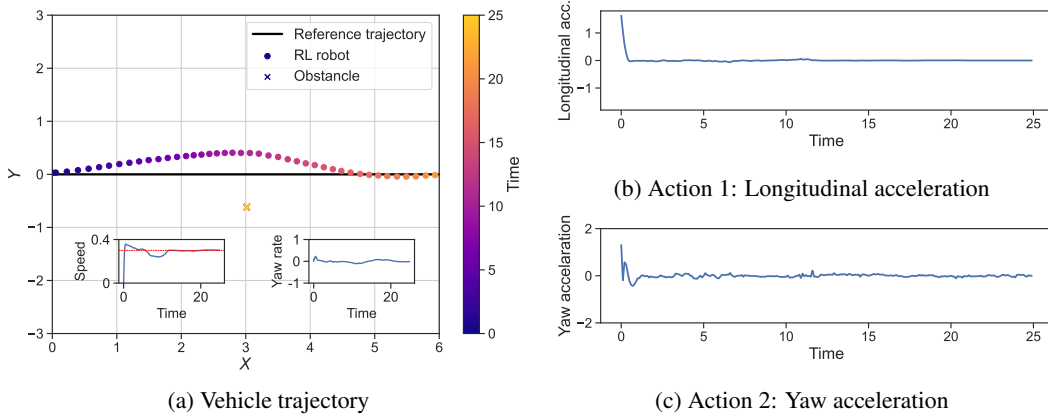 3
2
1
0
−1
−2
−3
Y
0 1 2 3 4 5 6
X
Reference trajectory
RL robot
Obstancle
0.4
0
Speed
0 20
Time
1
0
-1
Yaw rate
0 20
Time
25
20
15
10
5
0
Time
(a) Vehicle trajectory
Longitudinal acc.
1
0
−1
0 5 10 15 20 25
Time
(b) Action 1: Longitudinal acceleration
Yaw accelarration
2
0
−2
0 5 10 15 20 25
Time
(c) Action 2: Yaw acceleration